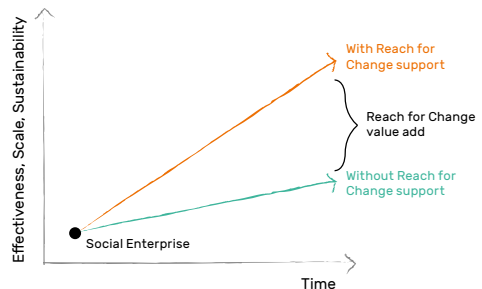 Effectiveness, Scale, Sustainability
With Reach for
Change support
Reach for Change
value add
Without Reach for
Change support
Social Enterprise
Time